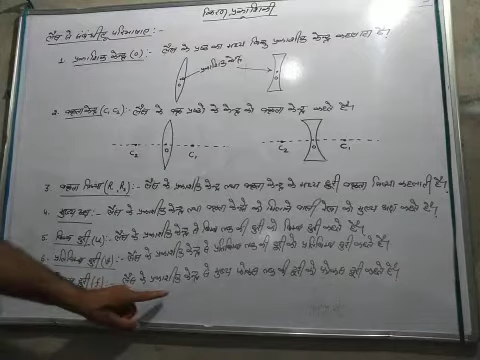 किरण प्रकाशिकी
लेंस से संबंधित परिभाषाएं:-
1. प्रकाशिक केन्द्र (O):- लेंस के पृष्ठ का मध्य बिन्दु प्रकाशीक केन्द्र कहलाता है।
प्रकाशिक केन्द्र
O O
2. वक्रता केन्द्र (C₁, C₂):- लेंस के वक्र पृष्ठों के केन्द्र को वक्रता केन्द्र कहते हैं।
C₂ O C₁ C₂ O C₁
3. वक्रता त्रिज्या (R₁, R₂):- लेंस के प्रकाशीक केन्द्र तथा वक्रता केन्द्र के मध्य दूरी वक्रता त्रिज्या कहलाती है।
4. मुख्य अक्ष:- लेंस के प्रकाशीक केन्द्र तथा वक्रता केन्द्रों को मिलाने वाली रेखा को मुख्य अक्ष कहते हैं।
5. बिम्ब दूरी (u):- लेंस के प्रकाशीक केन्द्र से बिम्ब तक की दूरी को बिम्ब दूरी कहते हैं।
6. प्रतिबिम्ब दूरी (v):- लेंस के प्रकाशीक केन्द्र से प्रतिबिम्ब तक की दूरी को प्रतिबिम्ब दूरी कहते हैं।
दूरी (f):- लेंस के प्रकाशीक केन्द्र से मुख्य फोकस तक की दूरी को फोकस दूरी कहते हैं।